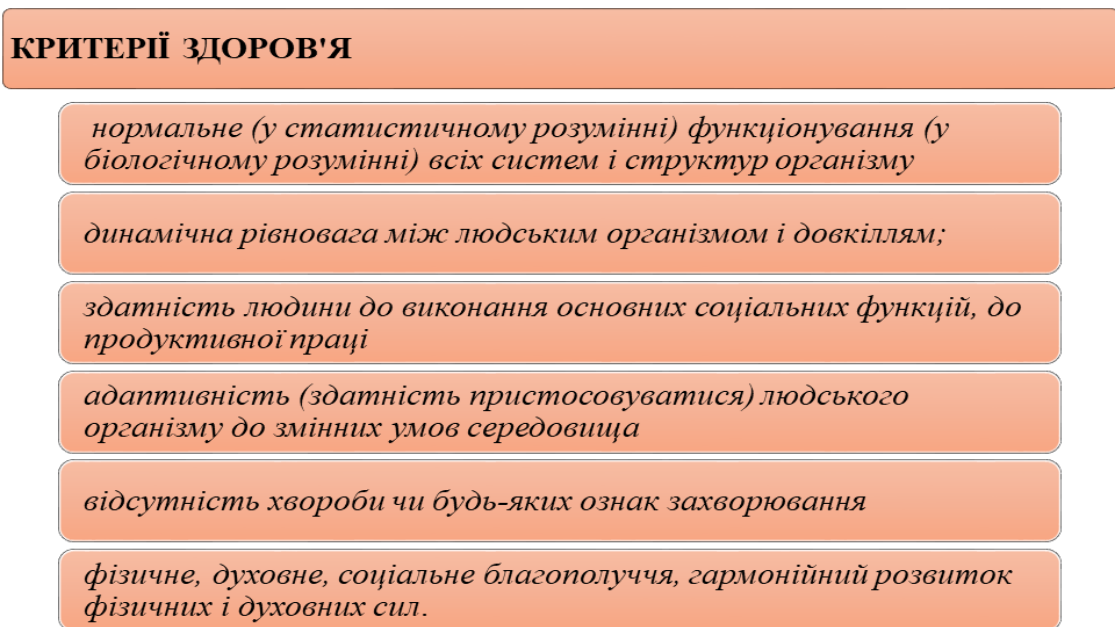 КРИТЕРІЇ ЗДОРОВ'Я
нормальне (у статистичному розумінні) функціонування (у
біологічному розумінні) всіх систем і структур організму
динамічна рівновага між людським організмом і довкіллям;
здатність людини до виконання основних соціальних функцій, до
продуктивної праці
адаптивність (здатність пристосовуватися) людського
організму до змінних умов середовища
відсутність хвороби чи будь-яких ознак захворювання
фізичне, духовне, соціальне благополуччя, гармонійний розвиток
фізичних і духовних сил.